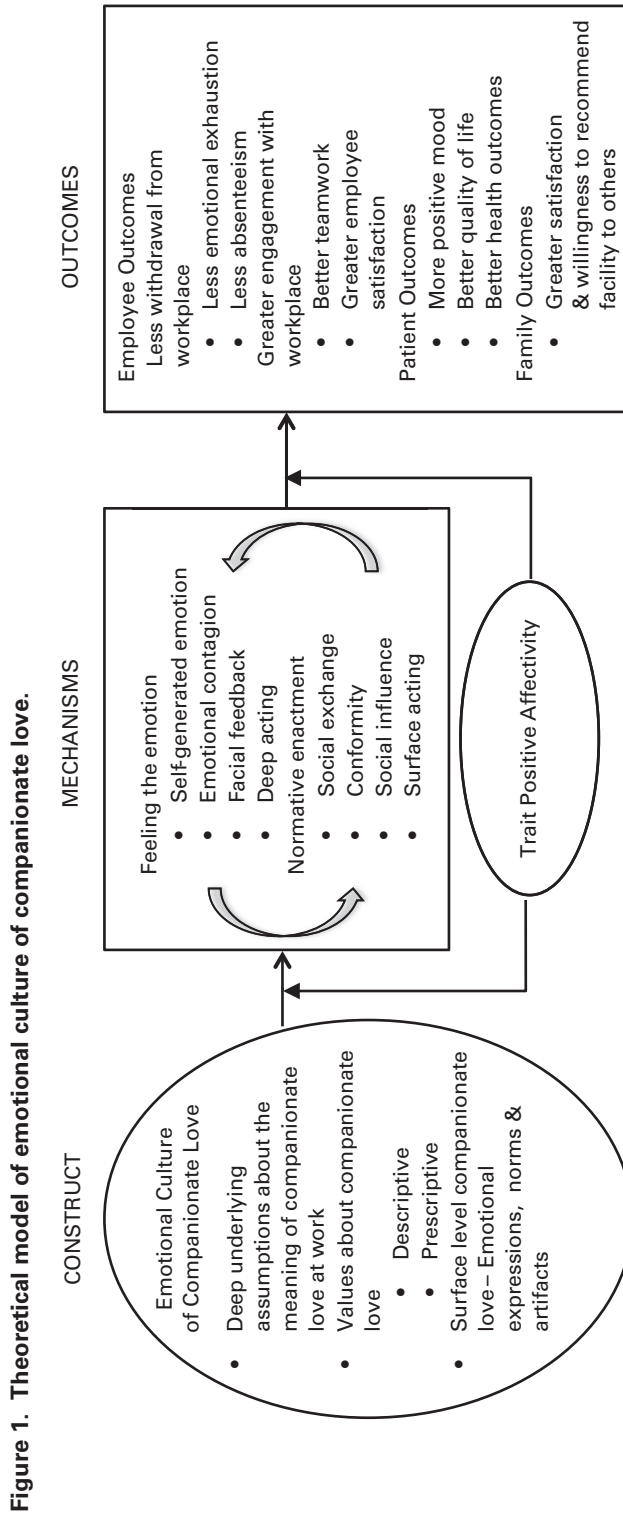 Figure 1. Theoretical model of emotional culture of companionate love.
CONSTRUCT
Emotional Culture
of Companionate Love
• Deep underlying
assumptions about the
meaning of companionate
love at work
• Values about companionate
love
• Descriptive
• Prescriptive
• Surface level companionate
love– Emotional
expressions, norms &
artifacts
MECHANISMS
Feeling the emotion
• Self-generated emotion
• Emotional contagion
• Facial feedback
• Deep acting
Normative enactment
• Social exchange
• Conformity
• Social influence
• Surface acting
Trait Positive Affectivity
OUTCOMES
Employee Outcomes
Less withdrawal from
workplace
• Less emotional exhaustion
• Less absenteeism
Greater engagement with
workplace
• Better teamwork
• Greater employee
satisfaction
Patient Outcomes
• More positive mood
• Better quality of life
• Better health outcomes
Family Outcomes
• Greater satisfaction
& willingness to recommend
facility to others